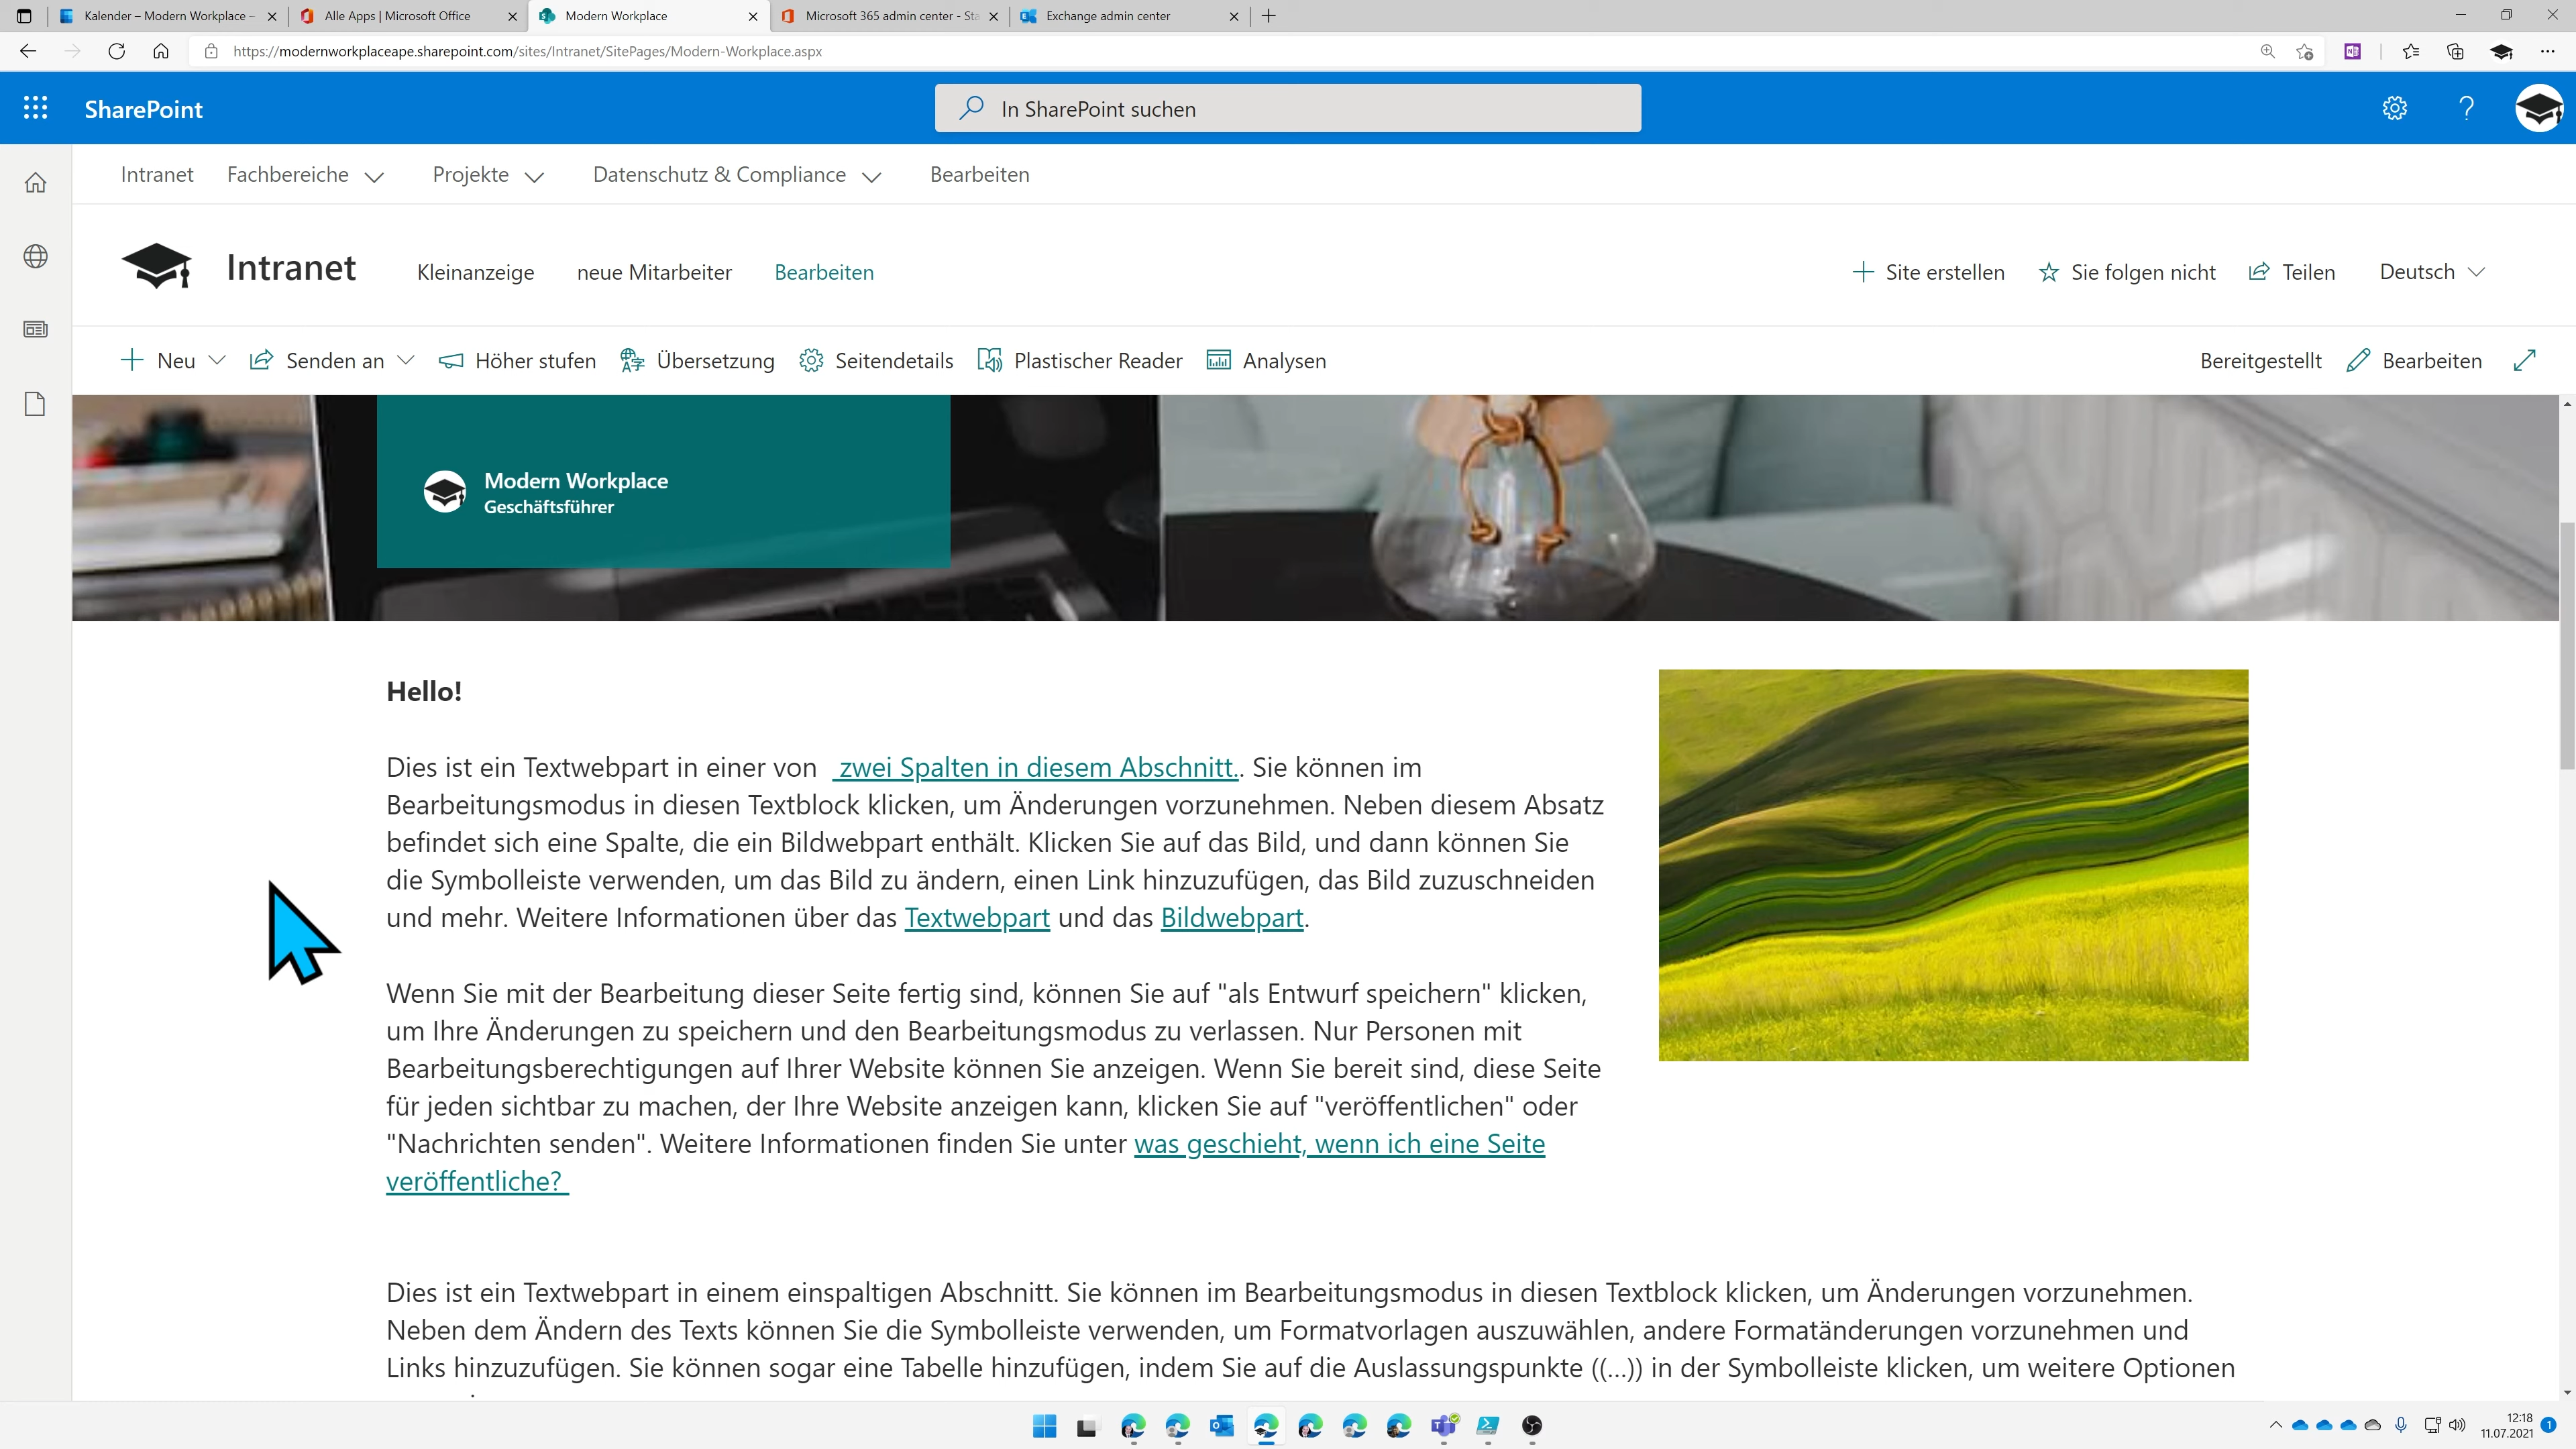 Kalender – Modern Workplace –
Alle Apps | Microsoft Office
Modern Workplace
Microsoft 365 admin center - Sta
Exchange admin center
https://modernworkplaceape.sharepoint.com/sites/Intranet/SitePages/Modern-Workplace.aspx
SharePoint
In SharePoint suchen
Intranet Fachbereiche Projekte Datenschutz & Compliance Bearbeiten
Intranet
Kleinanzeige neue Mitarbeiter Bearbeiten
Site erstellen Sie folgen nicht Teilen Deutsch
Neu Senden an Höher stufen Übersetzung Seitendetails Plastischer Reader Analysen
Bereitgestellt Bearbeiten
Modern Workplace
Geschäftsführer
Hello!
Dies ist ein Textwebpart in einer von zwei Spalten in diesem Abschnitt.. Sie können im
Bearbeitungsmodus in diesen Textblock klicken, um Änderungen vorzunehmen. Neben diesem Absatz
befindet sich eine Spalte, die ein Bildwebpart enthält. Klicken Sie auf das Bild, und dann können Sie
die Symbolleiste verwenden, um das Bild zu ändern, einen Link hinzuzufügen, das Bild zuzuschneiden
und mehr. Weitere Informationen über das Textwebpart und das Bildwebpart.
Wenn Sie mit der Bearbeitung dieser Seite fertig sind, können Sie auf "als Entwurf speichern" klicken,
um Ihre Änderungen zu speichern und den Bearbeitungsmodus zu verlassen. Nur Personen mit
Bearbeitungsberechtigungen auf Ihrer Website können Sie anzeigen. Wenn Sie bereit sind, diese Seite
für jeden sichtbar zu machen, der Ihre Website anzeigen kann, klicken Sie auf "veröffentlichen" oder
"Nachrichten senden". Weitere Informationen finden Sie unter was geschieht, wenn ich eine Seite
veröffentliche?
Dies ist ein Textwebpart in einem einspaltigen Abschnitt. Sie können im Bearbeitungsmodus in diesen Textblock klicken, um Änderungen vorzunehmen.
Neben dem Ändern des Texts können Sie die Symbolleiste verwenden, um Formatvorlagen auszuwählen, andere Formatänderungen vorzunehmen und
Links hinzuzufügen. Sie können sogar eine Tabelle hinzufügen, indem Sie auf die Auslassungspunkte ((...)) in der Symbolleiste klicken, um weitere Optionen
12:18
11.07.2021
1